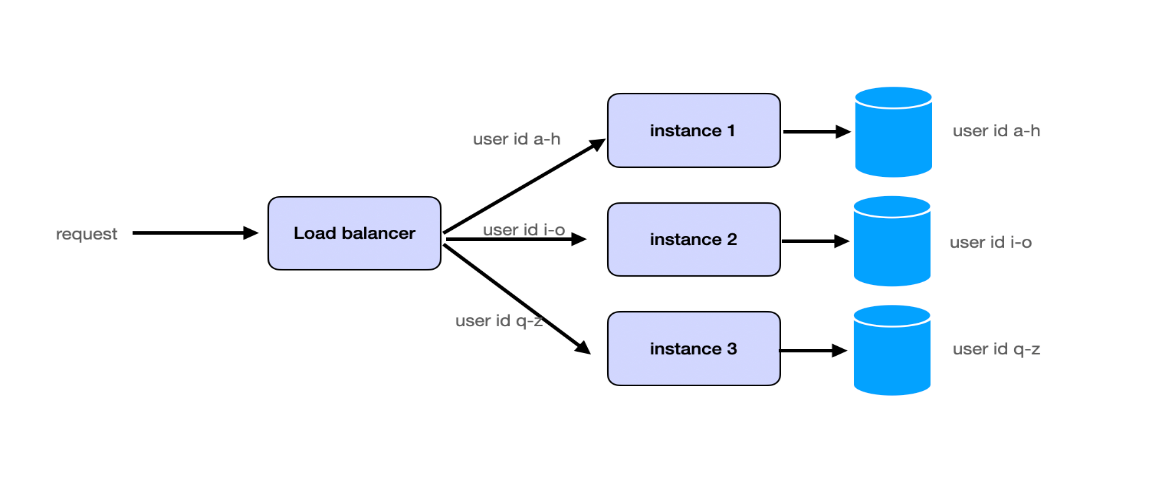 user id a-h
instance 1
user id a-h
request
Load balancer
user id i-o
instance 2
user id i-o
user id q-z
instance 3
user id q-z